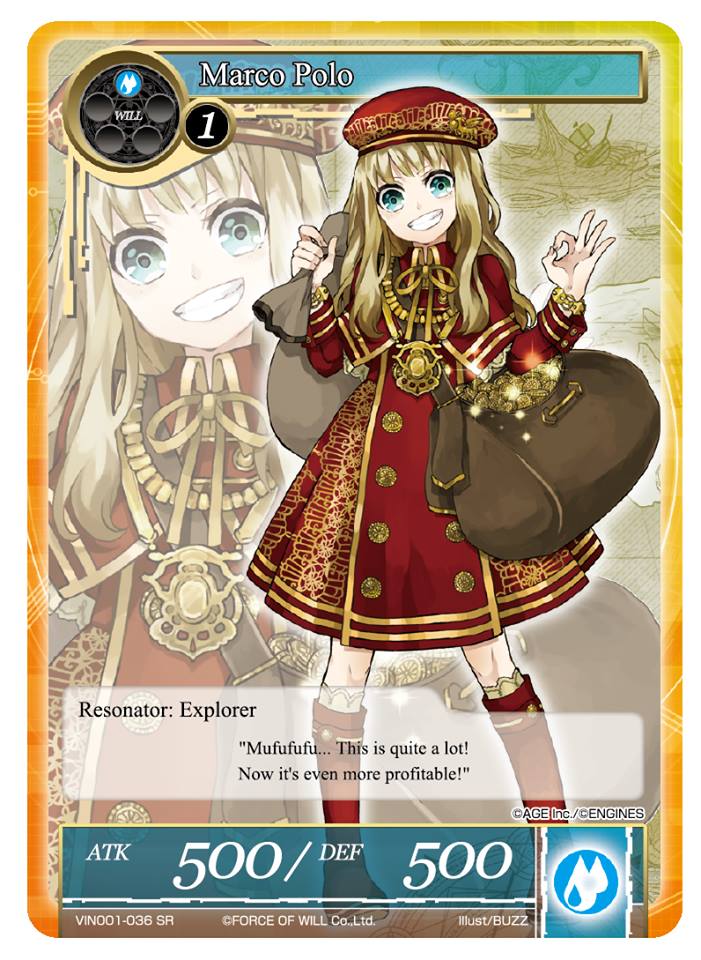 Marco Polo
WILL
1
Resonator: Explorer
"Mufufufu... This is quite a lot!
Now it's even more profitable!"
©AGE Inc./©ENGINES
ATK 500/ DEF 500
VIN001-036 SR ©FORCE OF WILL Co.,Ltd. Illust/BUZZ